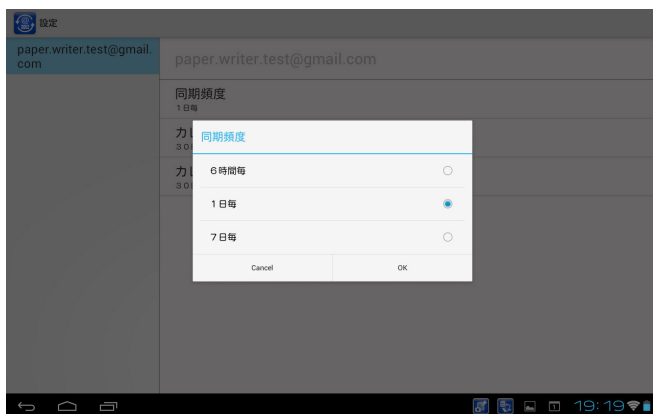 設定
paper.writer.test@gmail.
com
paper.writer.test@gmail.com
同期頻度
1日毎
カレ
30
カレ
30
同期頻度
6時間毎
1日毎
7日毎
Cancel
OK
1
19:19